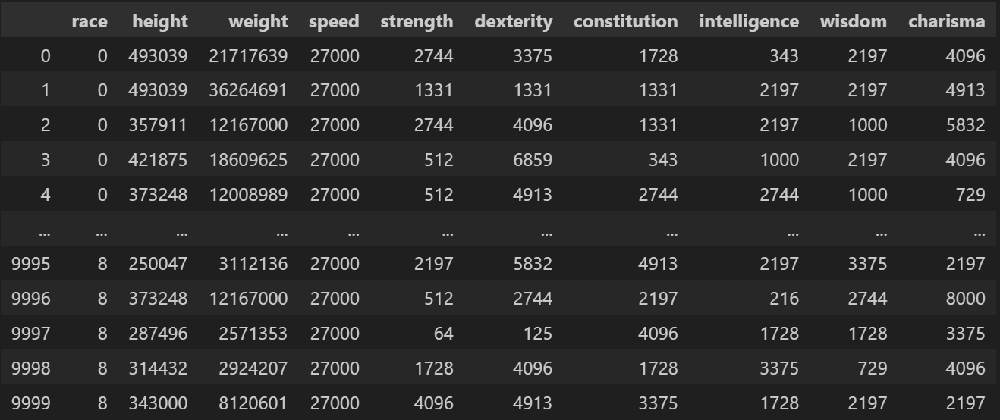 race height weight speed strength dexterity constitution intelligence wisdom charisma
0 0 493039 21717639 27000 2744 3375 1728 343 2197 4096
1 0 493039 36264691 27000 1331 1331 1331 2197 2197 4913
2 0 357911 12167000 27000 2744 4096 1331 2197 1000 5832
3 0 421875 18609625 27000 512 6859 343 1000 2197 4096
4 0 373248 12008989 27000 512 4913 2744 2744 1000 729
... ... ... ... ... ... ... ... ... ... ...
9995 8 250047 3112136 27000 2197 5832 4913 2197 3375 2197
9996 8 373248 12167000 27000 512 2744 2197 216 2744 8000
9997 8 287496 2571353 27000 64 125 4096 1728 1728 3375
9998 8 314432 2924207 27000 1728 4096 1728 3375 729 4096
9999 8 343000 8120601 27000 4096 4913 3375 1728 2197 2197